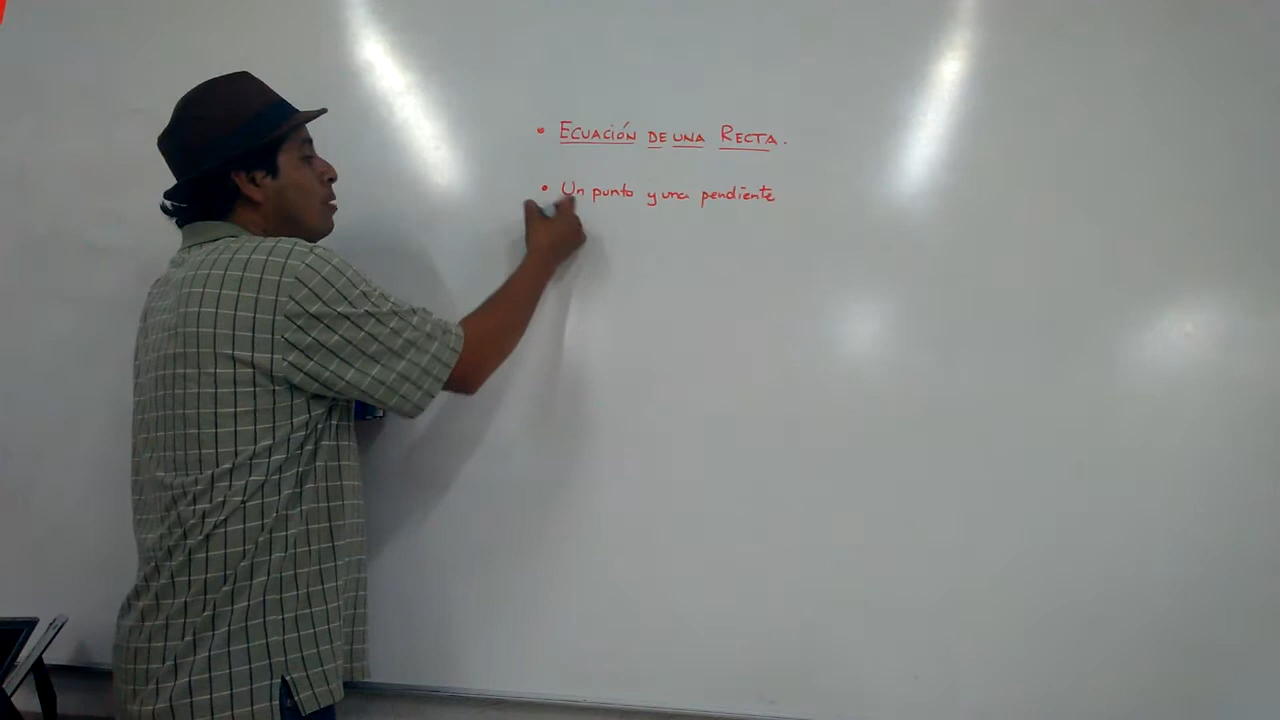 • ECUACIÓN DE UNA RECTA.
• Un punto y una pendiente